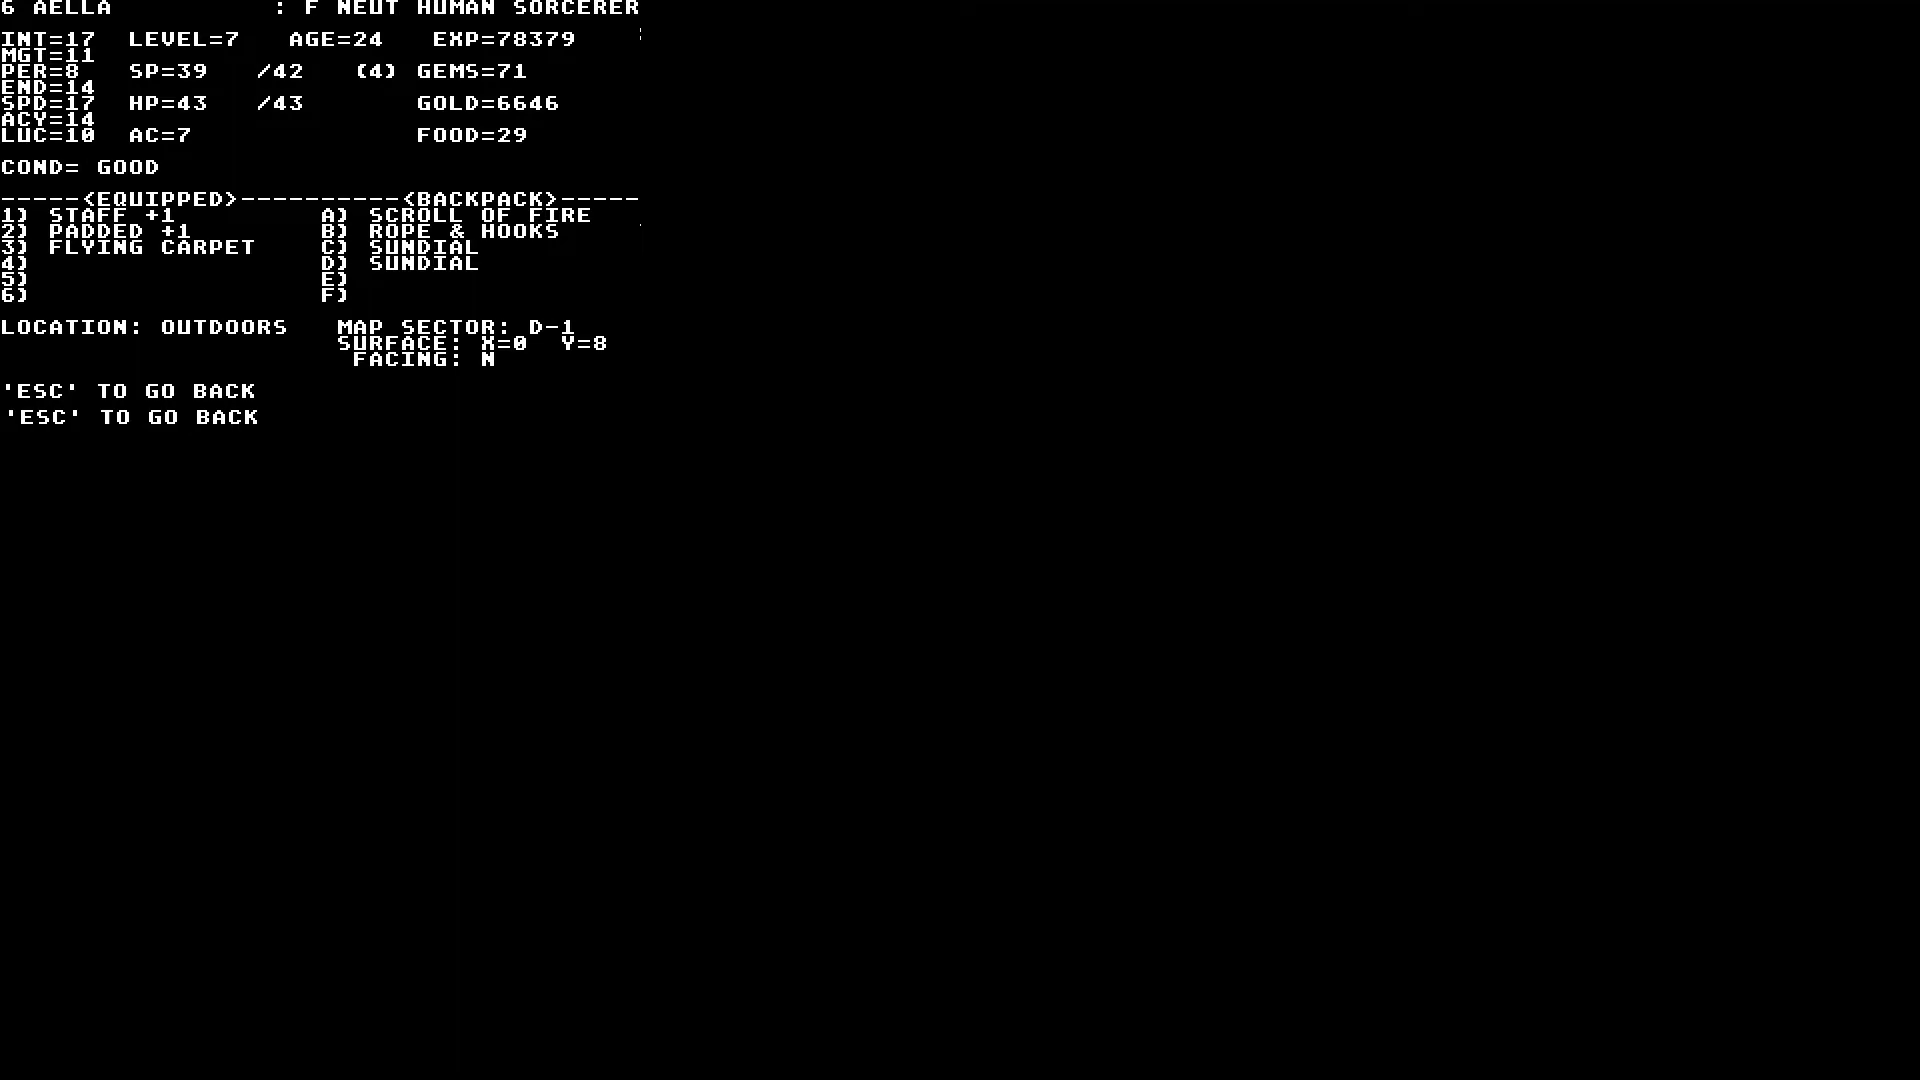 6 AELLA : F NEUT HUMAN SORCERER
INT=17 LEVEL=7 AGE=24 EXP=78379
MGT=11
PER=8 SP=39 /42 (4) GEMS=71
END=14
SPD=17 HP=43 /43 GOLD=6646
ACY=14
LUC=10 AC=7 FOOD=29
COND= GOOD
-----<EQUIPPED>----------<BACKPACK>-----
1) STAFF +1 A) SCROLL OF FIRE
2) PADDED +1 B) ROPE & HOOKS
3) FLYING CARPET C) SUNDIAL
4) D) SUNDIAL
5) E)
6) F)
LOCATION: OUTDOORS MAP SECTOR: D-1
SURFACE: X=0 Y=8
FACING: N
'ESC' TO GO BACK
'ESC' TO GO BACK